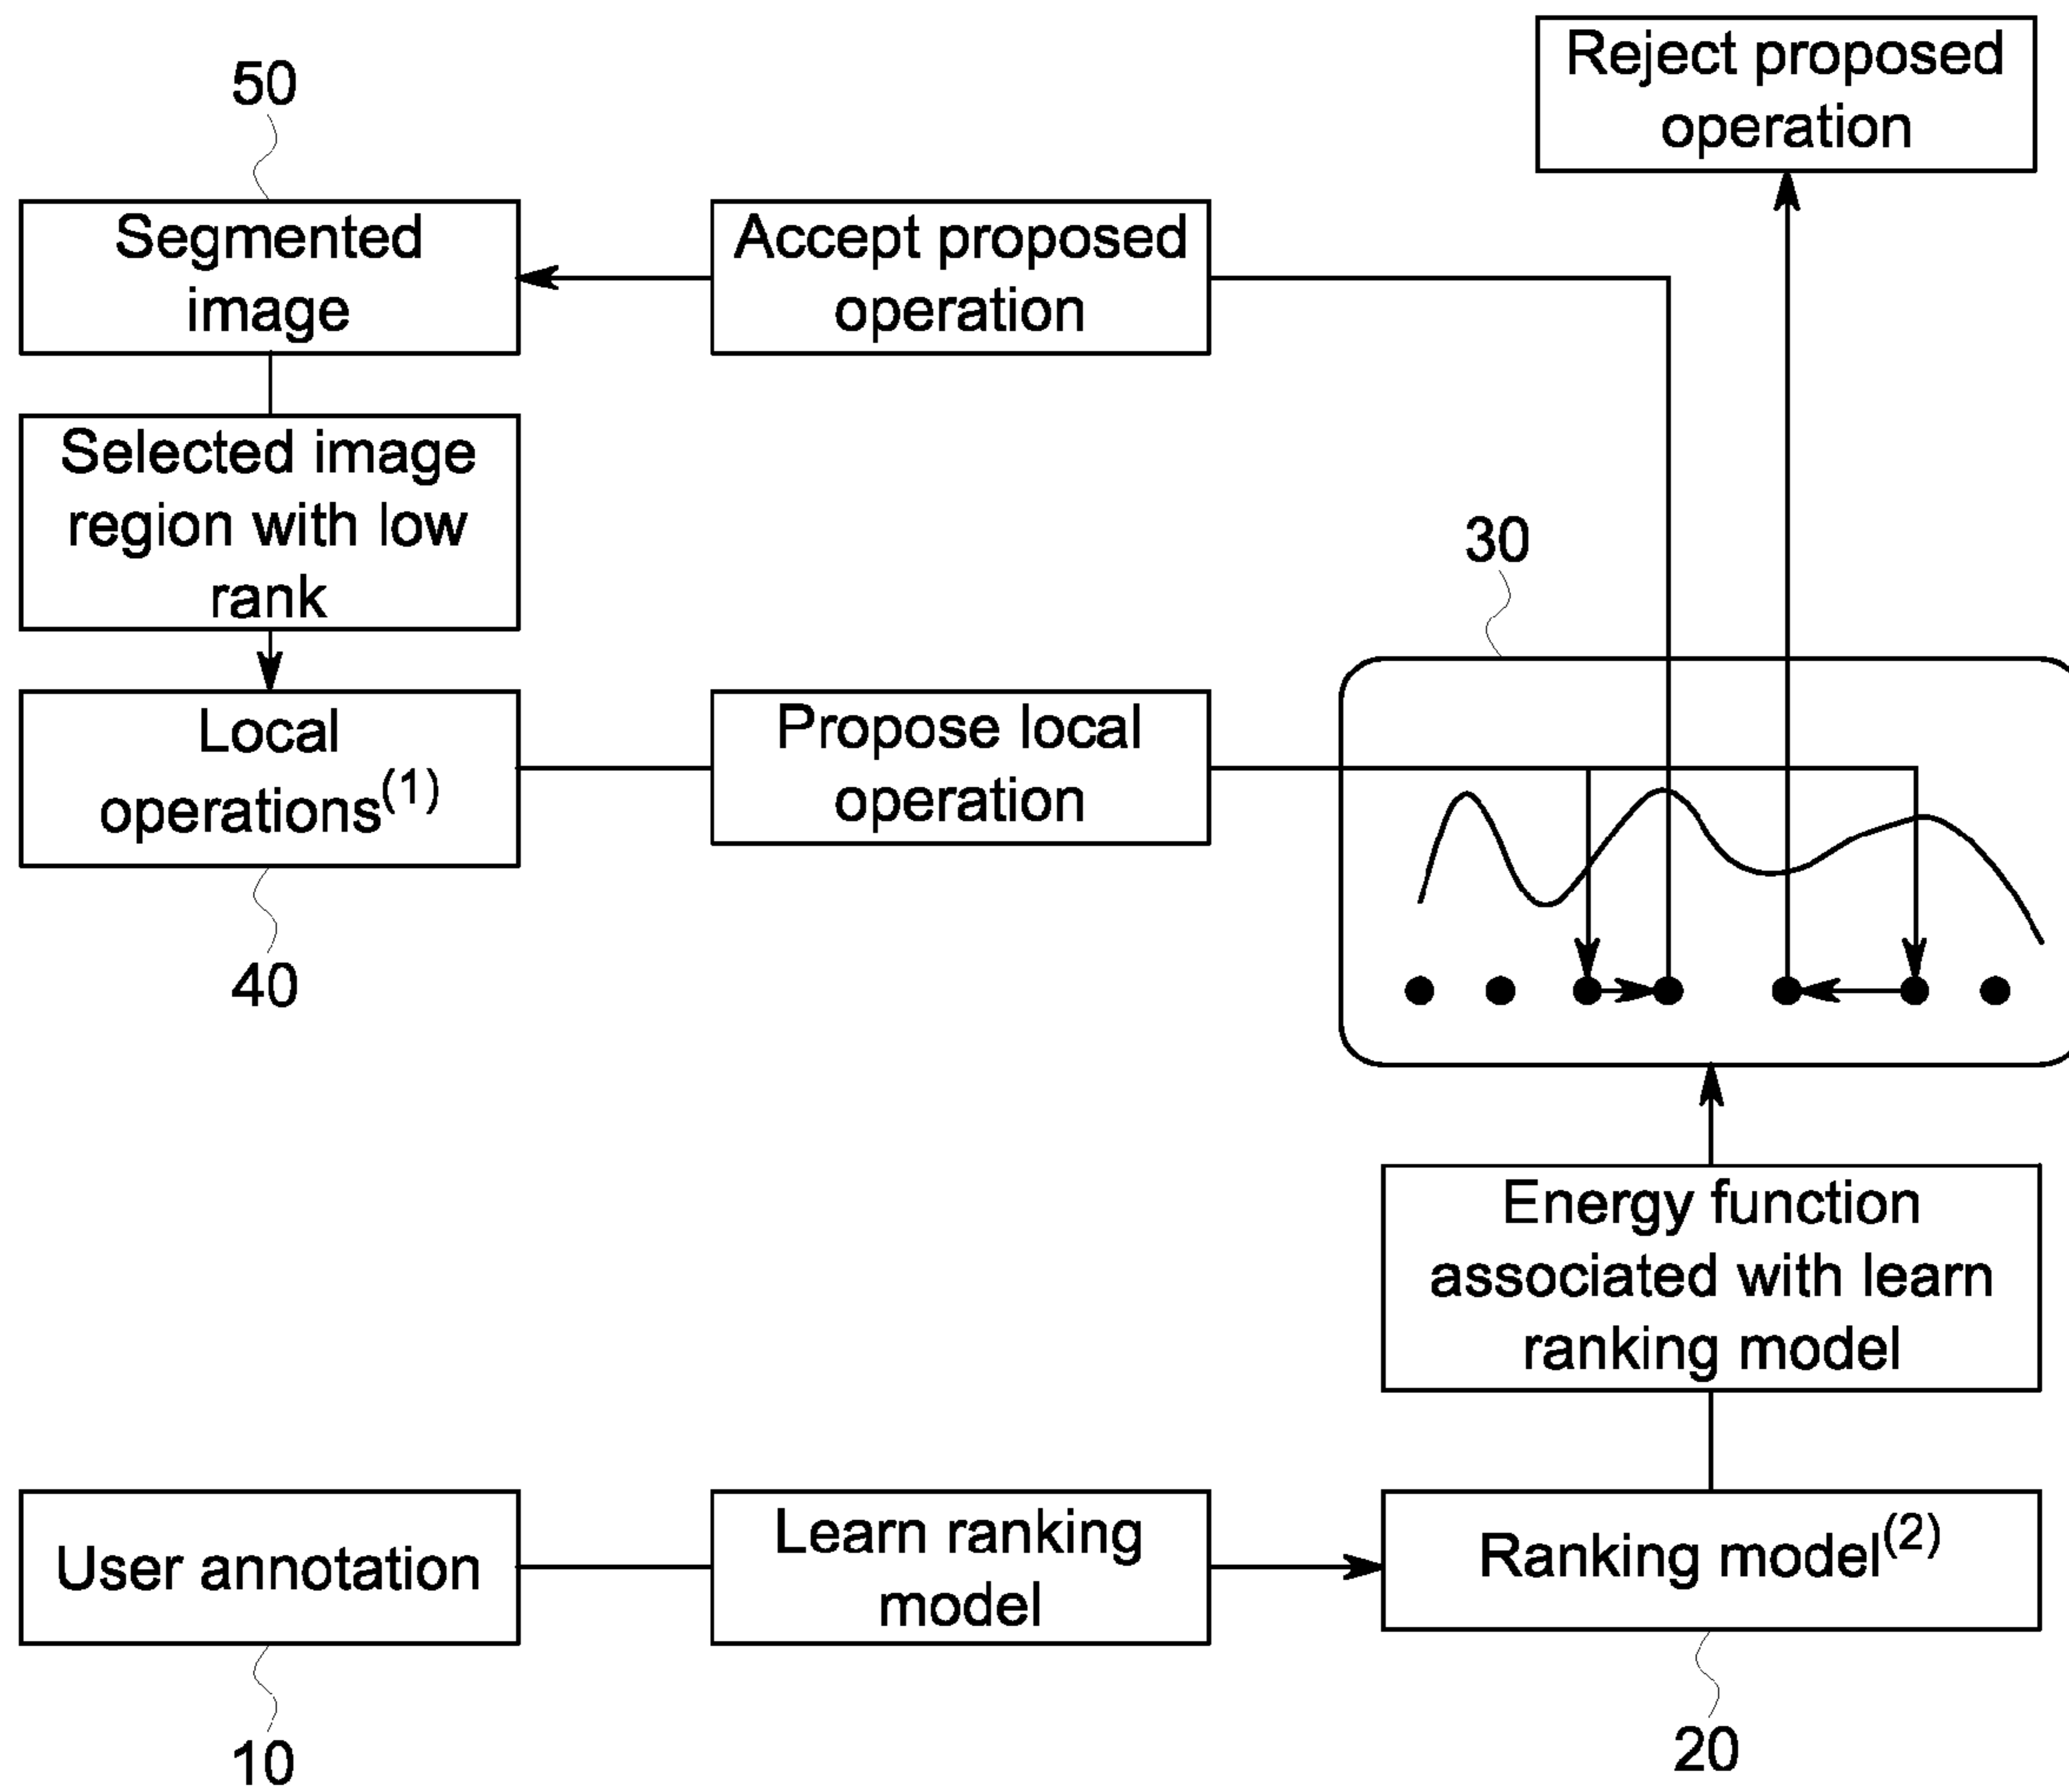 Reject proposed
operation
50
Segmented
image
Accept proposed
operation
Selected image
region with low
rank
30
Local
operations(1)
Propose local
operation
40
Energy function
associated with learn
ranking model
User annotation
Learn ranking
model
Ranking model(2)
10
20